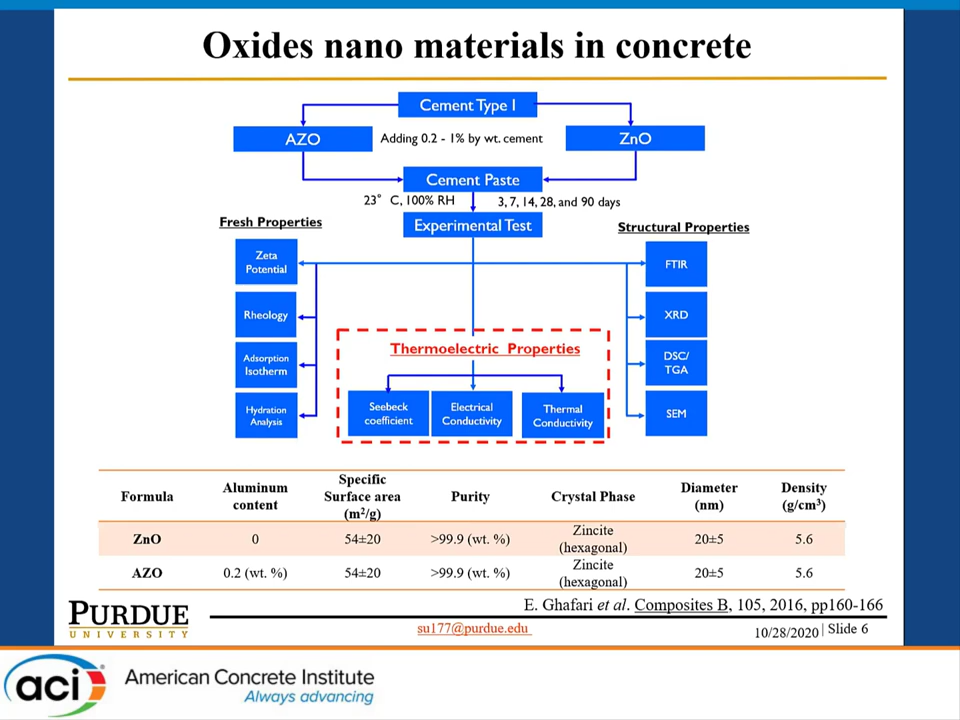 Oxides nano materials in concrete
Cement Type I
AZO
Adding 0.2 - 1% by wt. cement
ZnO
Cement Paste
23° C, 100% RH
3, 7, 14, 28, and 90 days
Experimental Test
Fresh Properties
Zeta
Potential
Rheology
Adsorption
Isotherm
Hydration
Analysis
Structural Properties
FTIR
XRD
DSC/
TGA
SEM
Thermoelectric Properties
Seebeck
coefficient
Electrical
Conductivity
Thermal
Conductivity
Formula
Aluminum
content
Specific
Surface area
(m²/g)
Purity
Crystal Phase
Diameter
(nm)
Density
(g/cm³)
ZnO
0
54±20
>99.9 (wt. %)
Zincite
(hexagonal)
20±5
5.6
AZO
0.2 (wt. %)
54±20
>99.9 (wt. %)
Zincite
(hexagonal)
20±5
5.6
E. Ghafari et al. Composites B, 105, 2016, pp160-166
PURDUE
UNIVERSITY
su177@purdue.edu
10/28/2020 | Slide 6
aci
American Concrete Institute
Always advancing